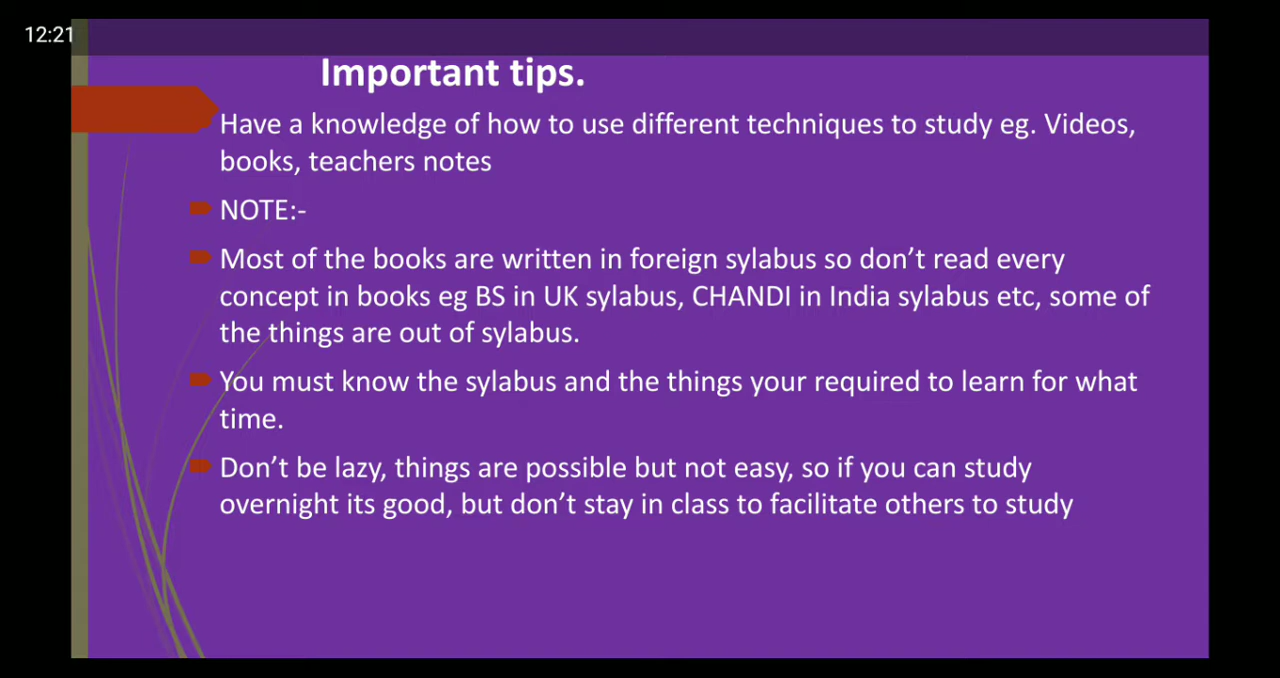 12:21
Important tips.
Have a knowledge of how to use different techniques to study eg. Videos,
books, teachers notes
NOTE:-
Most of the books are written in foreign sylabus so don’t read every
concept in books eg BS in UK sylabus, CHANDI in India sylabus etc, some of
the things are out of sylabus.
You must know the sylabus and the things your required to learn for what
time.
Don’t be lazy, things are possible but not easy, so if you can study
overnight its good, but don’t stay in class to facilitate others to study